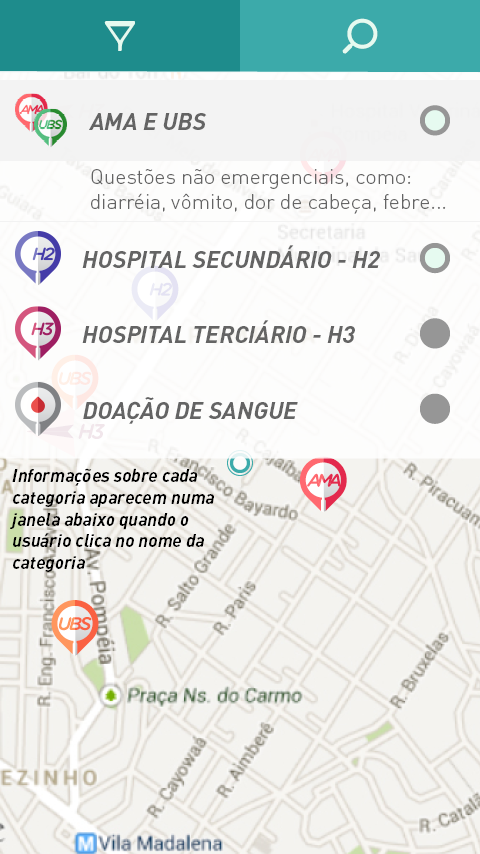 AMA
UBS
AMA E UBS
Questões não emergenciais, como:
diarréia, vômito, dor de cabeça, febre...
Secretaria
H2
HOSPITAL SECUNDÁRIO - H2
H2
H3
HOSPITAL TERCIÁRIO - H3
UBS
DOAÇÃO DE SANGUE
H3
Informações sobre cada
categoria aparecem numa
janela abaixo quando o
usuário clica no nome da
categoria
R. Francisco Bayardo
AMA
R. Piracuam
R. Salto Grande
Av. Pompéia
R. Eng. Francisco Azevedo
R. Paris
UBS
R. Bruxelas
Praça Ns. do Carmo
R. Cayowaá
R. Aimberê
EZINHO
R. Catalã
M Vila Madalena